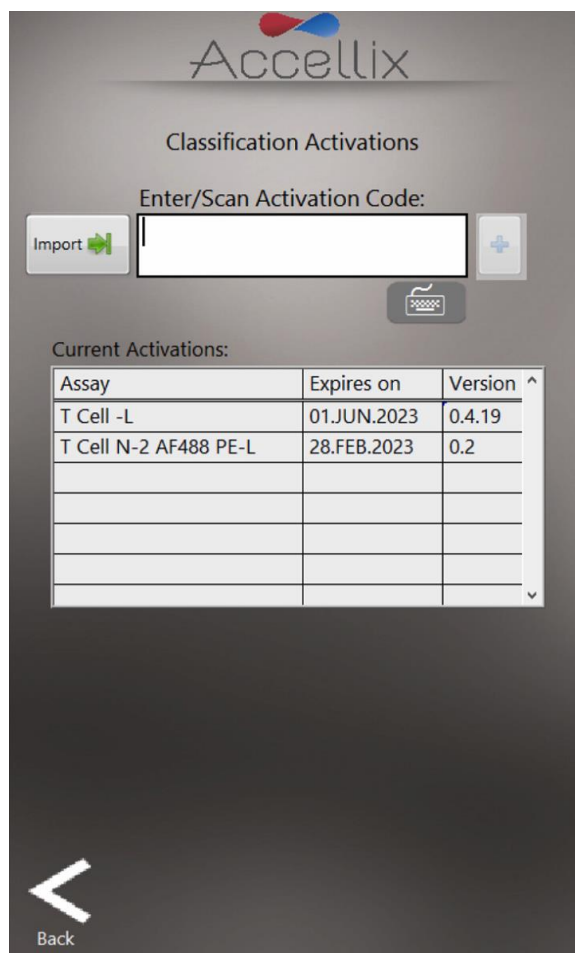 Accellix
Classification Activations
Enter/Scan Activation Code:
Import
Current Activations:
Assay Expires on Version
T Cell -L 01.JUN.2023 0.4.19
T Cell N-2 AF488 PE-L 28.FEB.2023 0.2
Back